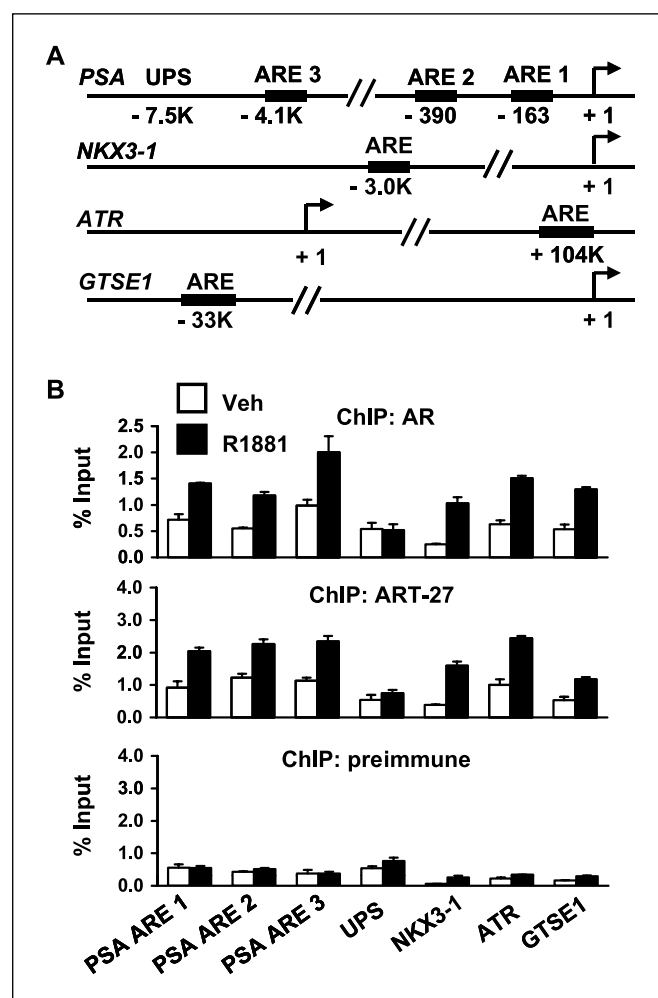 A
PSA UPS ARE 3 ARE 2 ARE 1
- 7.5K - 4.1K - 390 - 163 + 1
NKX3-1 ARE
- 3.0K + 1
ATR ARE
+ 1 + 104K
GTSE1 ARE
- 33K + 1
B
Veh
R1881
ChIP: AR
% Input
2.5
2.0
1.5
1.0
0.5
0.0
ChIP: ART-27
% Input
4.0
3.0
2.0
1.0
0.0
ChIP: preimmune
% Input
4.0
3.0
2.0
1.0
0.0
PSA ARE 1
PSA ARE 2
PSA ARE 3
UPS
NKX3-1
ATR
GTSE1